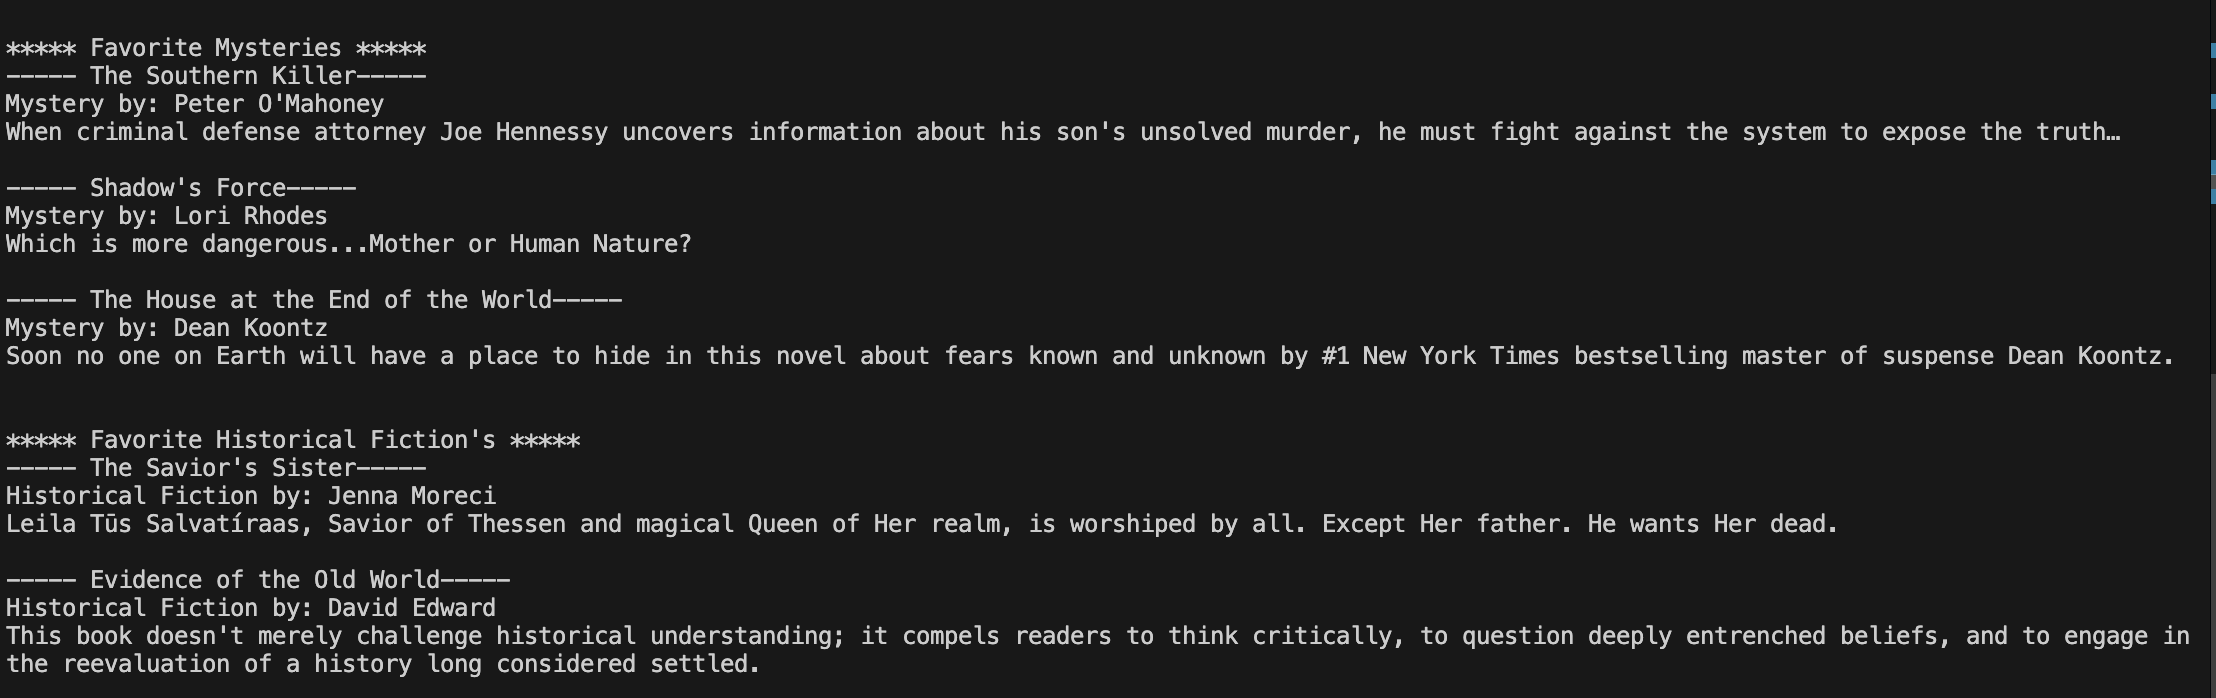 ***** Favorite Mysteries *****
----- The Southern Killer-----
Mystery by: Peter O'Mahoney
When criminal defense attorney Joe Hennessy uncovers information about his son's unsolved murder, he must fight against the system to expose the truth…
----- Shadow's Force-----
Mystery by: Lori Rhodes
Which is more dangerous...Mother or Human Nature?
----- The House at the End of the World-----
Mystery by: Dean Koontz
Soon no one on Earth will have a place to hide in this novel about fears known and unknown by #1 New York Times bestselling master of suspense Dean Koontz.
***** Favorite Historical Fiction's *****
----- The Savior's Sister-----
Historical Fiction by: Jenna Moreci
Leila Tūs Salvatíraas, Savior of Thessen and magical Queen of Her realm, is worshiped by all. Except Her father. He wants Her dead.
----- Evidence of the Old World-----
Historical Fiction by: David Edward
This book doesn't merely challenge historical understanding; it compels readers to think critically, to question deeply entrenched beliefs, and to engage in
the reevaluation of a history long considered settled.